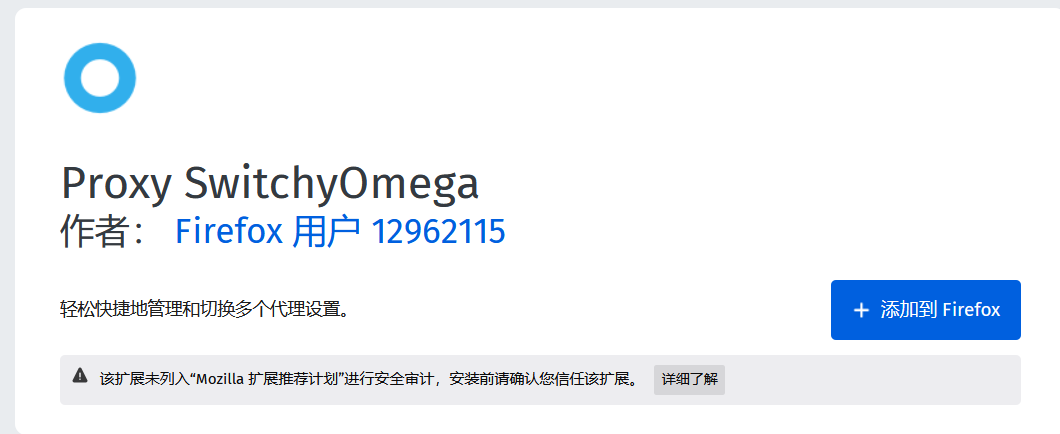 Proxy SwitchyOmega
作者： Firefox 用户 12962115
轻松快捷地管理和切换多个代理设置。
+ 添加到 Firefox
该扩展未列入“Mozilla 扩展推荐计划”进行安全审计，安装前请确认您信任该扩展。 详细了解